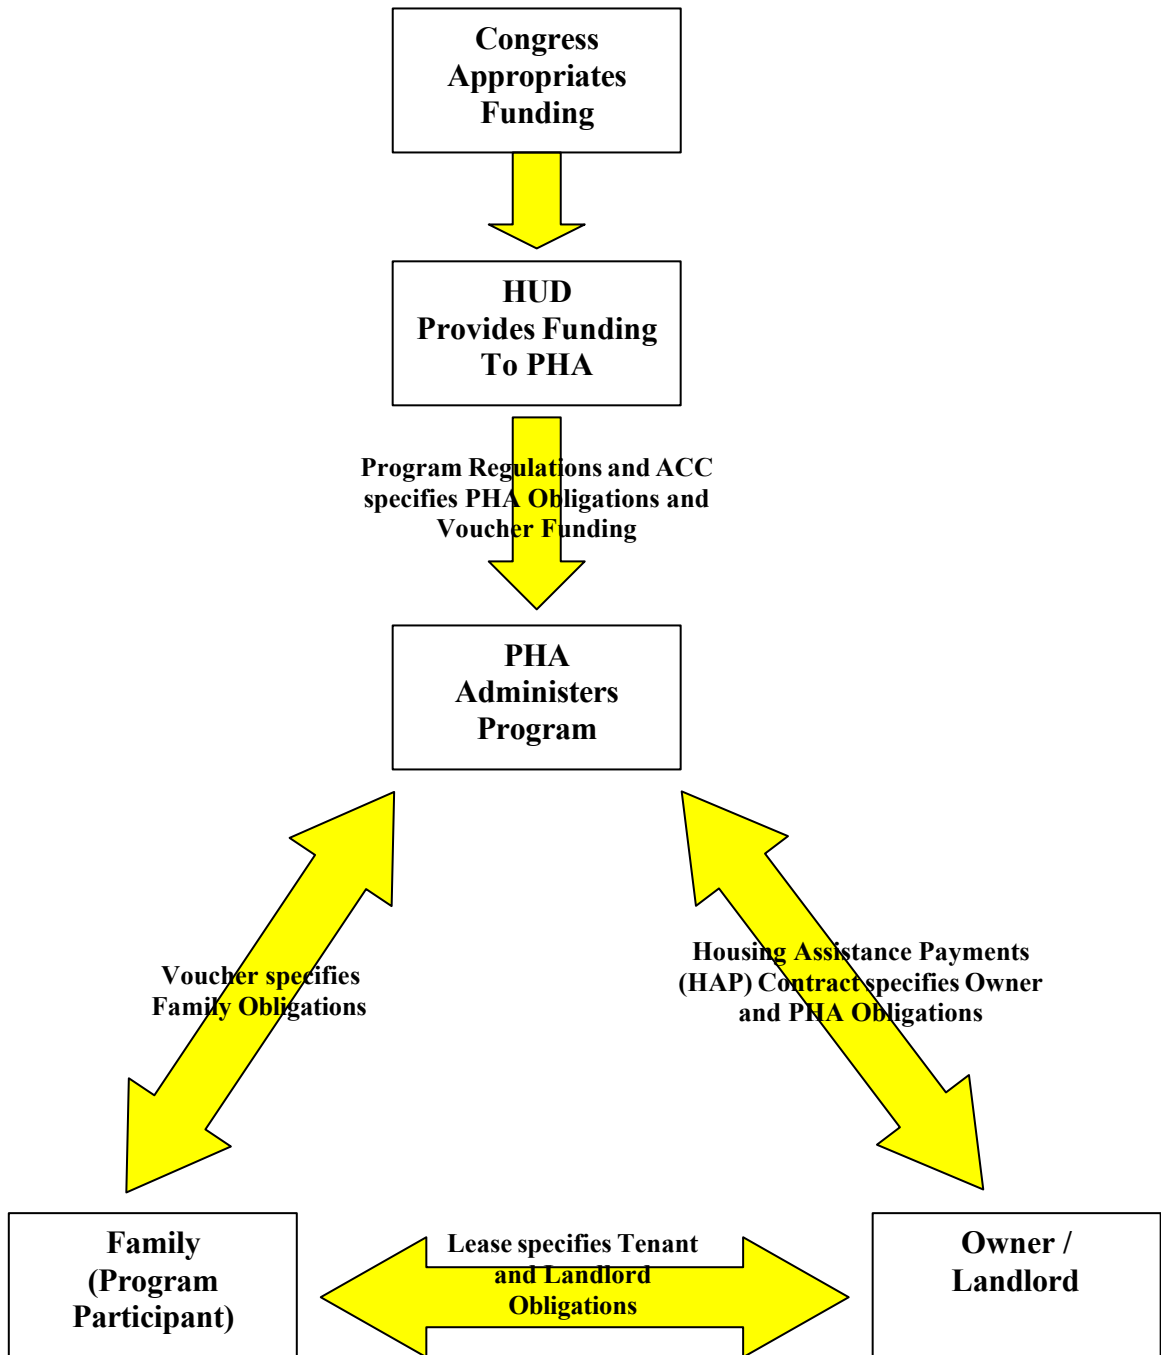 Congress
Appropriates
Funding
HUD
Provides Funding
To PHA
Program Regulations and ACC
specifies PHA Obligations and
Voucher Funding
PHA
Administers
Program
Voucher specifies
Family Obligations
Housing Assistance Payments
(HAP) Contract specifies Owner
and PHA Obligations
Family
(Program
Participant)
Lease specifies Tenant
and Landlord
Obligations
Owner /
Landlord